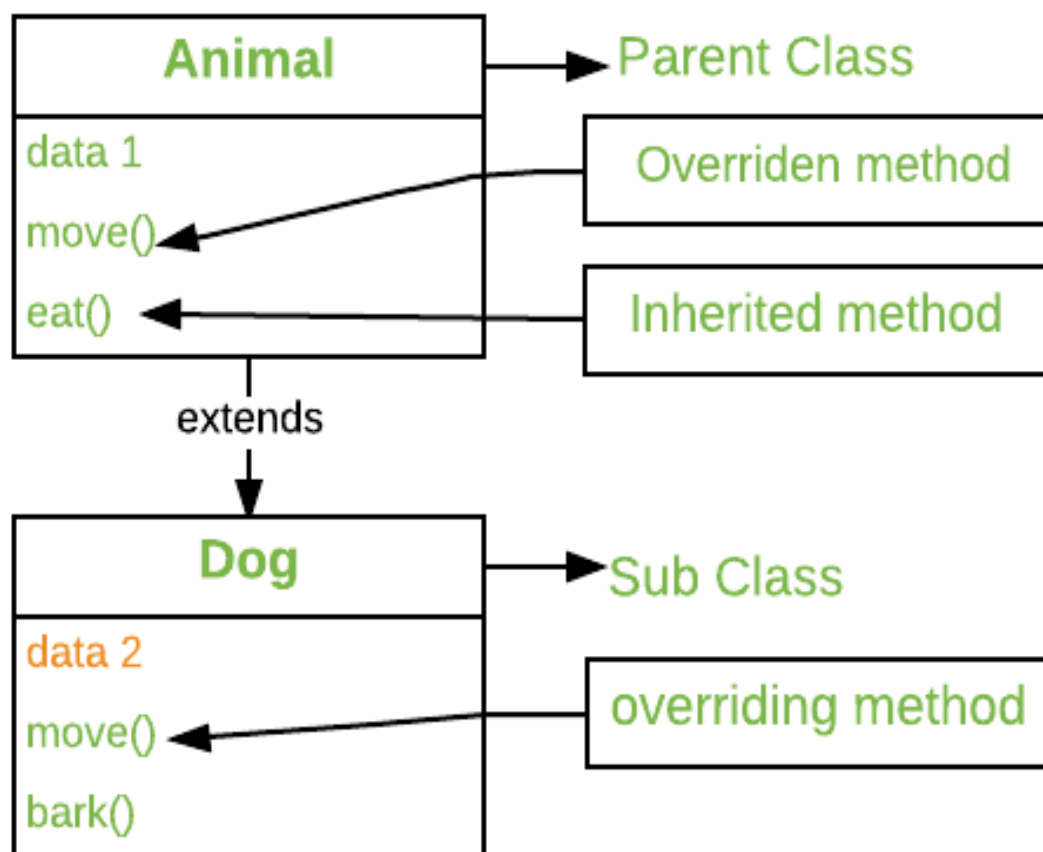 Animal
Parent Class
data 1
Overriden method
move()
eat()
Inherited method
extends
Dog
Sub Class
data 2
overriding method
move()
bark()